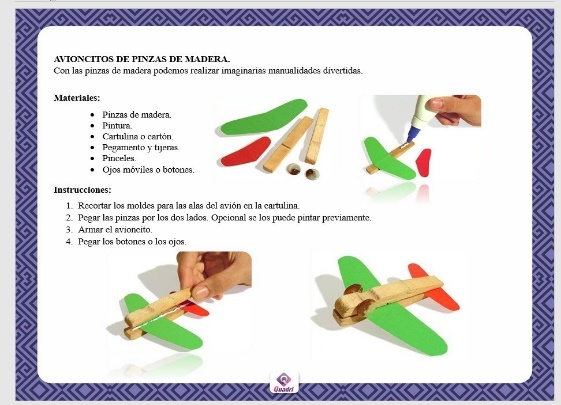 AVIONCITOS DE PINZAS DE MADERA.
Con las pinzas de madera podemos realizar imaginarias manualidades divertidas.
Materiales:
• Pinzas de madera.
• Pintura.
• Cartulina o cartón.
• Pegamento y tijeras.
• Pinceles.
• Ojos móviles o botones.
Instrucciones:
1. Recortar los moldes para las alas del avión en la cartulina.
2. Pegar las pinzas por los dos lados. Opcional se los puede pintar previamente.
3. Armar el avioncito.
4. Pegar los botones o los ojos.
Quadri